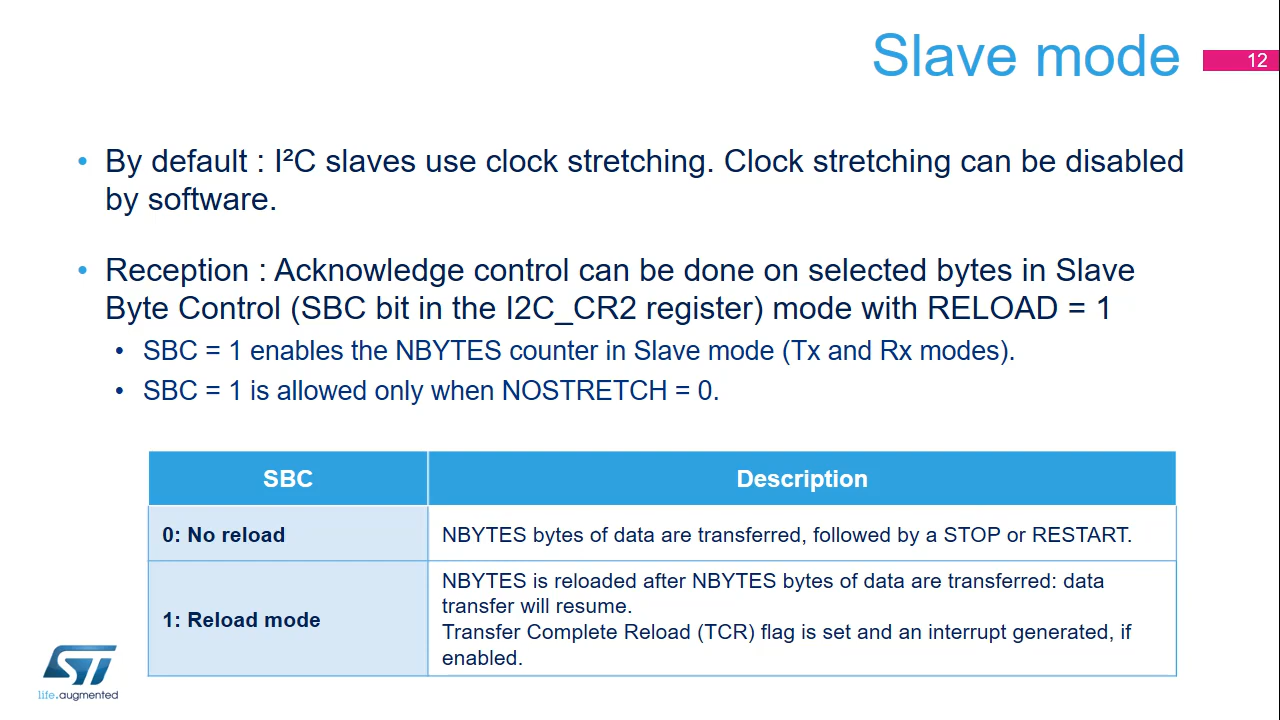 Slave mode
12
• By default : I²C slaves use clock stretching. Clock stretching can be disabled
by software.
• Reception : Acknowledge control can be done on selected bytes in Slave
Byte Control (SBC bit in the I2C_CR2 register) mode with RELOAD = 1
• SBC = 1 enables the NBYTES counter in Slave mode (Tx and Rx modes).
• SBC = 1 is allowed only when NOSTRETCH = 0.
SBC
Description
0: No reload
NBYTES bytes of data are transferred, followed by a STOP or RESTART.
1: Reload mode
NBYTES is reloaded after NBYTES bytes of data are transferred: data
transfer will resume.
Transfer Complete Reload (TCR) flag is set and an interrupt generated, if
enabled.
ST
life.augmented